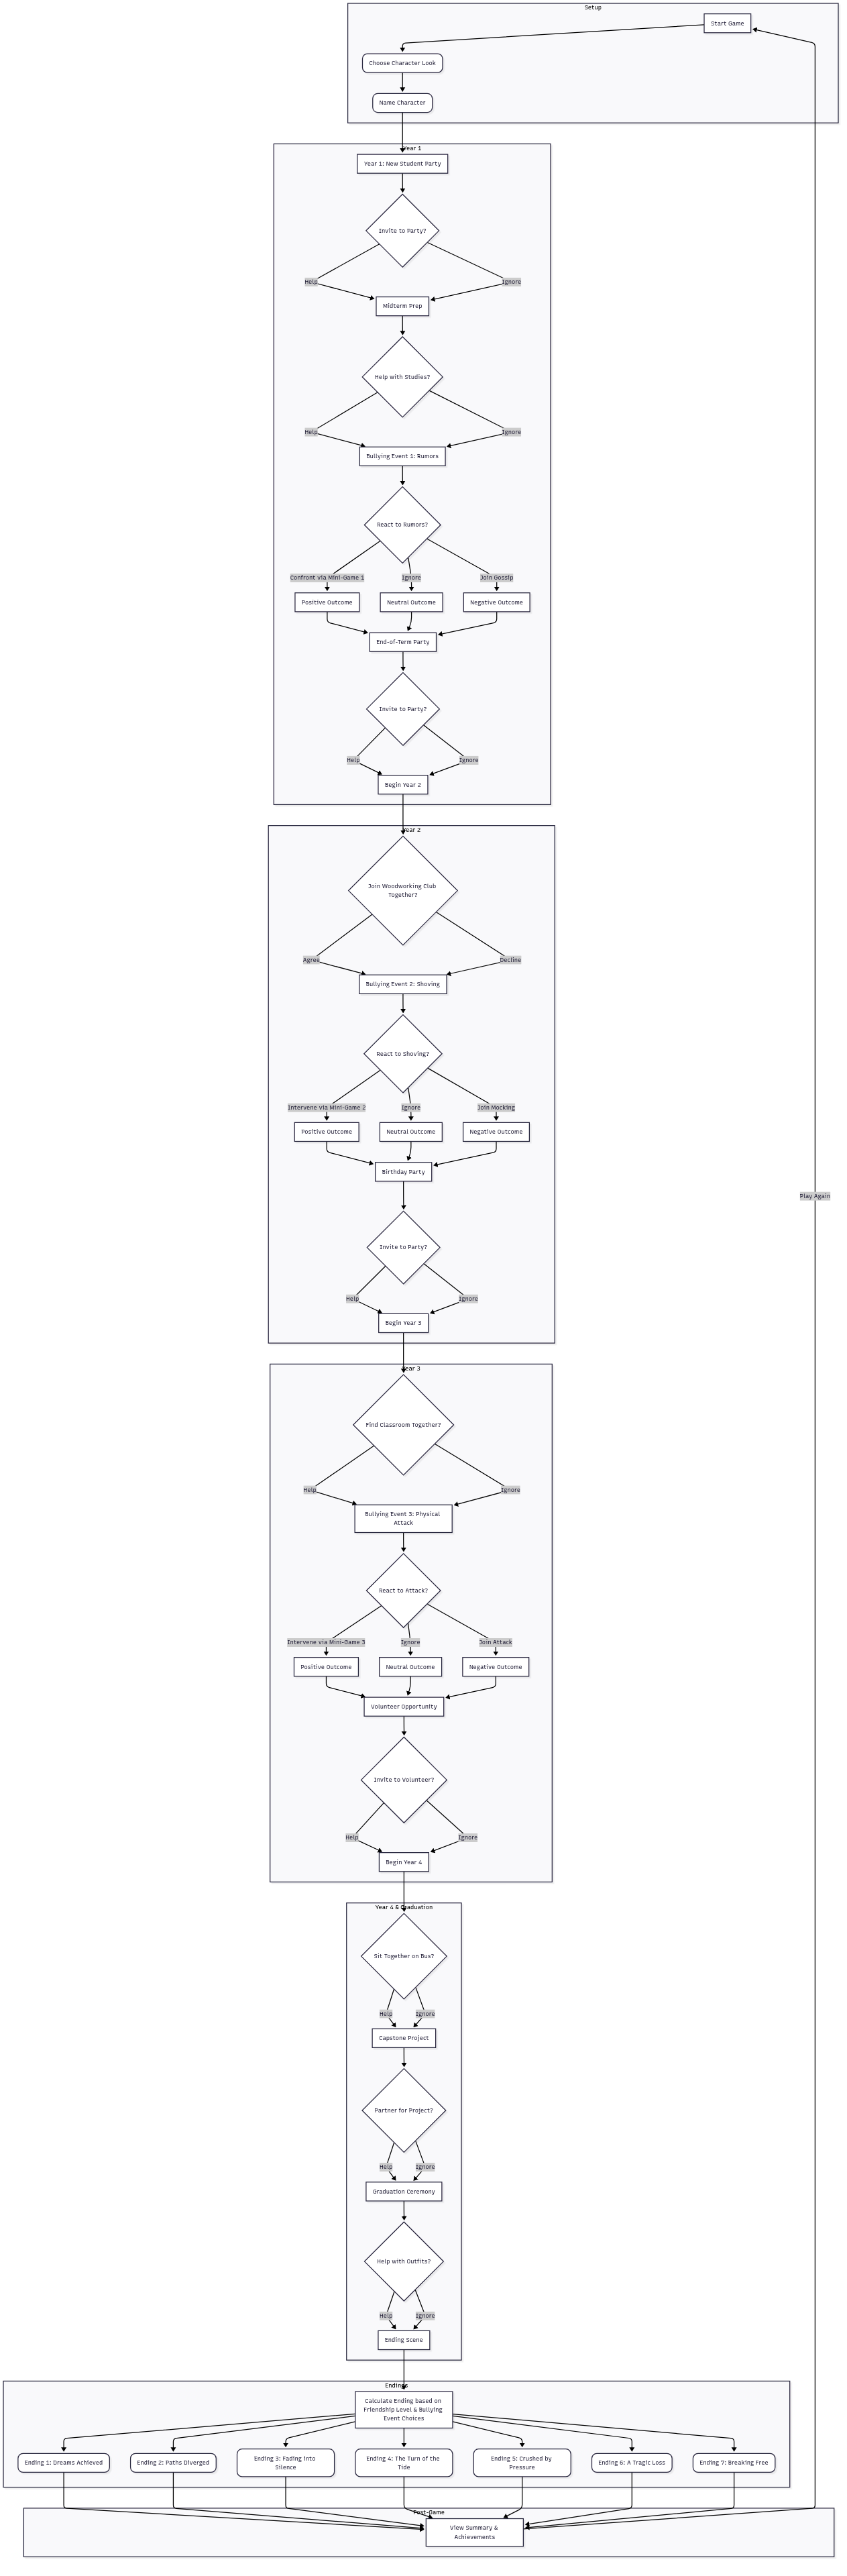 Setup
Start Game
Choose Character Look
Name Character
Year 1
Year 1: New Student Party
Invite to Party?
Help
Ignore
Midterm Prep
Help with Studies?
Help
Ignore
Bullying Event 1: Rumors
React to Rumors?
Confront via Mini-Game 1
Ignore
Join Gossip
Positive Outcome
Neutral Outcome
Negative Outcome
End-of-Term Party
Invite to Party?
Help
Ignore
Begin Year 2
Year 2
Join Woodworking Club
Together?
Agree
Decline
Bullying Event 2: Shoving
React to Shoving?
Intervene via Mini-Game 2
Ignore
Join Mocking
Positive Outcome
Neutral Outcome
Negative Outcome
Birthday Party
Play Again
Invite to Party?
Help
Ignore
Begin Year 3
Year 3
Find Classroom Together?
Help
Ignore
Bullying Event 3: Physical
Attack
React to Attack?
Intervene via Mini-Game 3
Ignore
Join Attack
Positive Outcome
Neutral Outcome
Negative Outcome
Volunteer Opportunity
Invite to Volunteer?
Help
Ignore
Begin Year 4
Year 4 & Graduation
Sit Together on Bus?
Help
Ignore
Capstone Project
Partner for Project?
Help
Ignore
Graduation Ceremony
Help with Outfits?
Help
Ignore
Ending Scene
Endings
Calculate Ending based on
Friendship Level & Bullying
Event Choices
Ending 1: Dreams Achieved
Ending 2: Paths Diverged
Ending 3: Fading into
Silence
Ending 4: The Turn of the
Tide
Ending 5: Crushed by
Pressure
Ending 6: A Tragic Loss
Ending 7: Breaking Free
Post-Game
View Summary &
Achievements